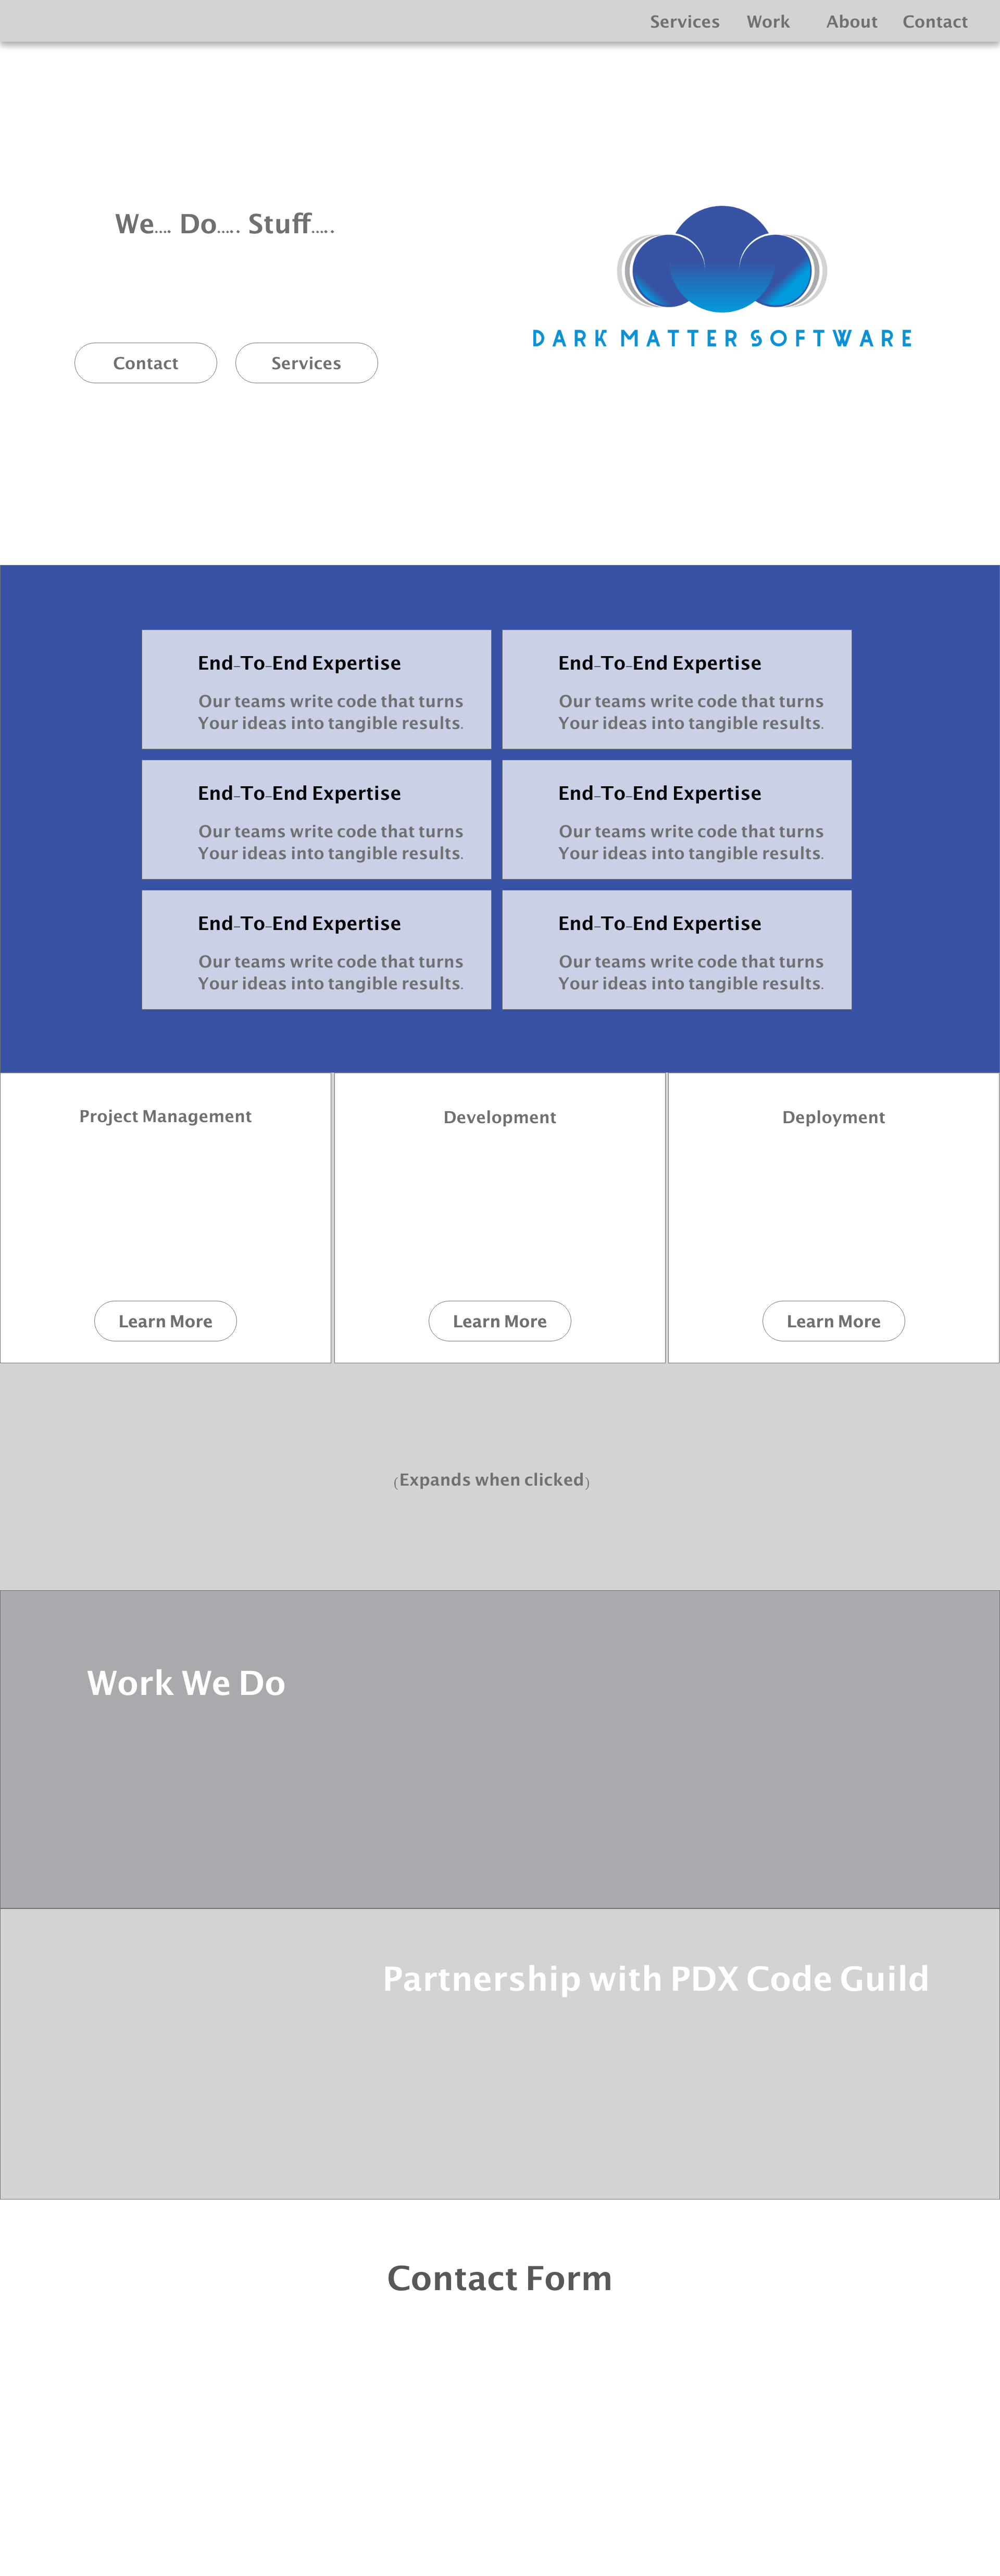 Services Work About Contact
We.... Do..... Stuff.....
DARK MATTER SOFTWARE
Contact Services
End-To-End Expertise
Our teams write code that turns
Your ideas into tangible results.
End-To-End Expertise
Our teams write code that turns
Your ideas into tangible results.
End-To-End Expertise
Our teams write code that turns
Your ideas into tangible results.
End-To-End Expertise
Our teams write code that turns
Your ideas into tangible results.
End-To-End Expertise
Our teams write code that turns
Your ideas into tangible results.
End-To-End Expertise
Our teams write code that turns
Your ideas into tangible results.
Project Management
Learn More
Development
Learn More
Deployment
Learn More
(Expands when clicked)
Work We Do
Partnership with PDX Code Guild
Contact Form